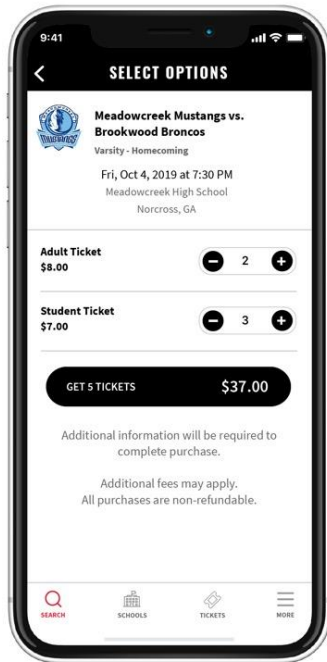 9:41
SELECT OPTIONS
MUSTANGS
Meadowcreek Mustangs vs.
Brookwood Broncos
Varsity - Homecoming
Fri, Oct 4, 2019 at 7:30 PM
Meadowcreek High School
Norcross, GA
Adult Ticket
$8.00
2
Student Ticket
$7.00
3
GET 5 TICKETS $37.00
Additional information will be required to
complete purchase.
Additional fees may apply.
All purchases are non-refundable.
SEARCH SCHOOLS TICKETS MORE